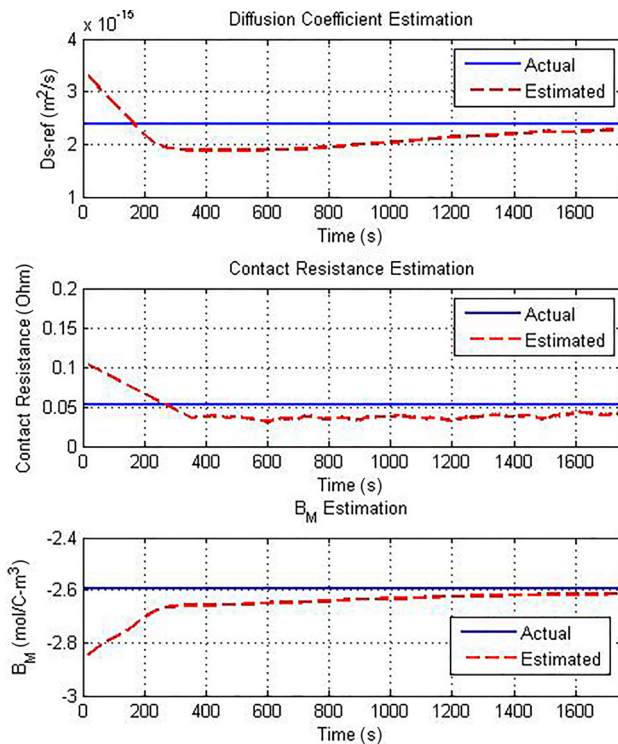 Diffusion Coefficient Estimation
x 10^-15
4
3
2
1
Ds-ref (m²/s)
Actual
Estimated
0 200 400 600 800 1000 1200 1400 1600
Time (s)
Contact Resistance Estimation
0.2
0.15
0.1
0.05
0
Contact Resistance (Ohm)
Actual
Estimated
0 200 400 600 800 1000 1200 1400 1600
Time (s)
B_M Estimation
-2.4
-2.6
-2.8
-3
B_M (mol/C-m³)
Actual
Estimated
0 200 400 600 800 1000 1200 1400 1600
Time (s)